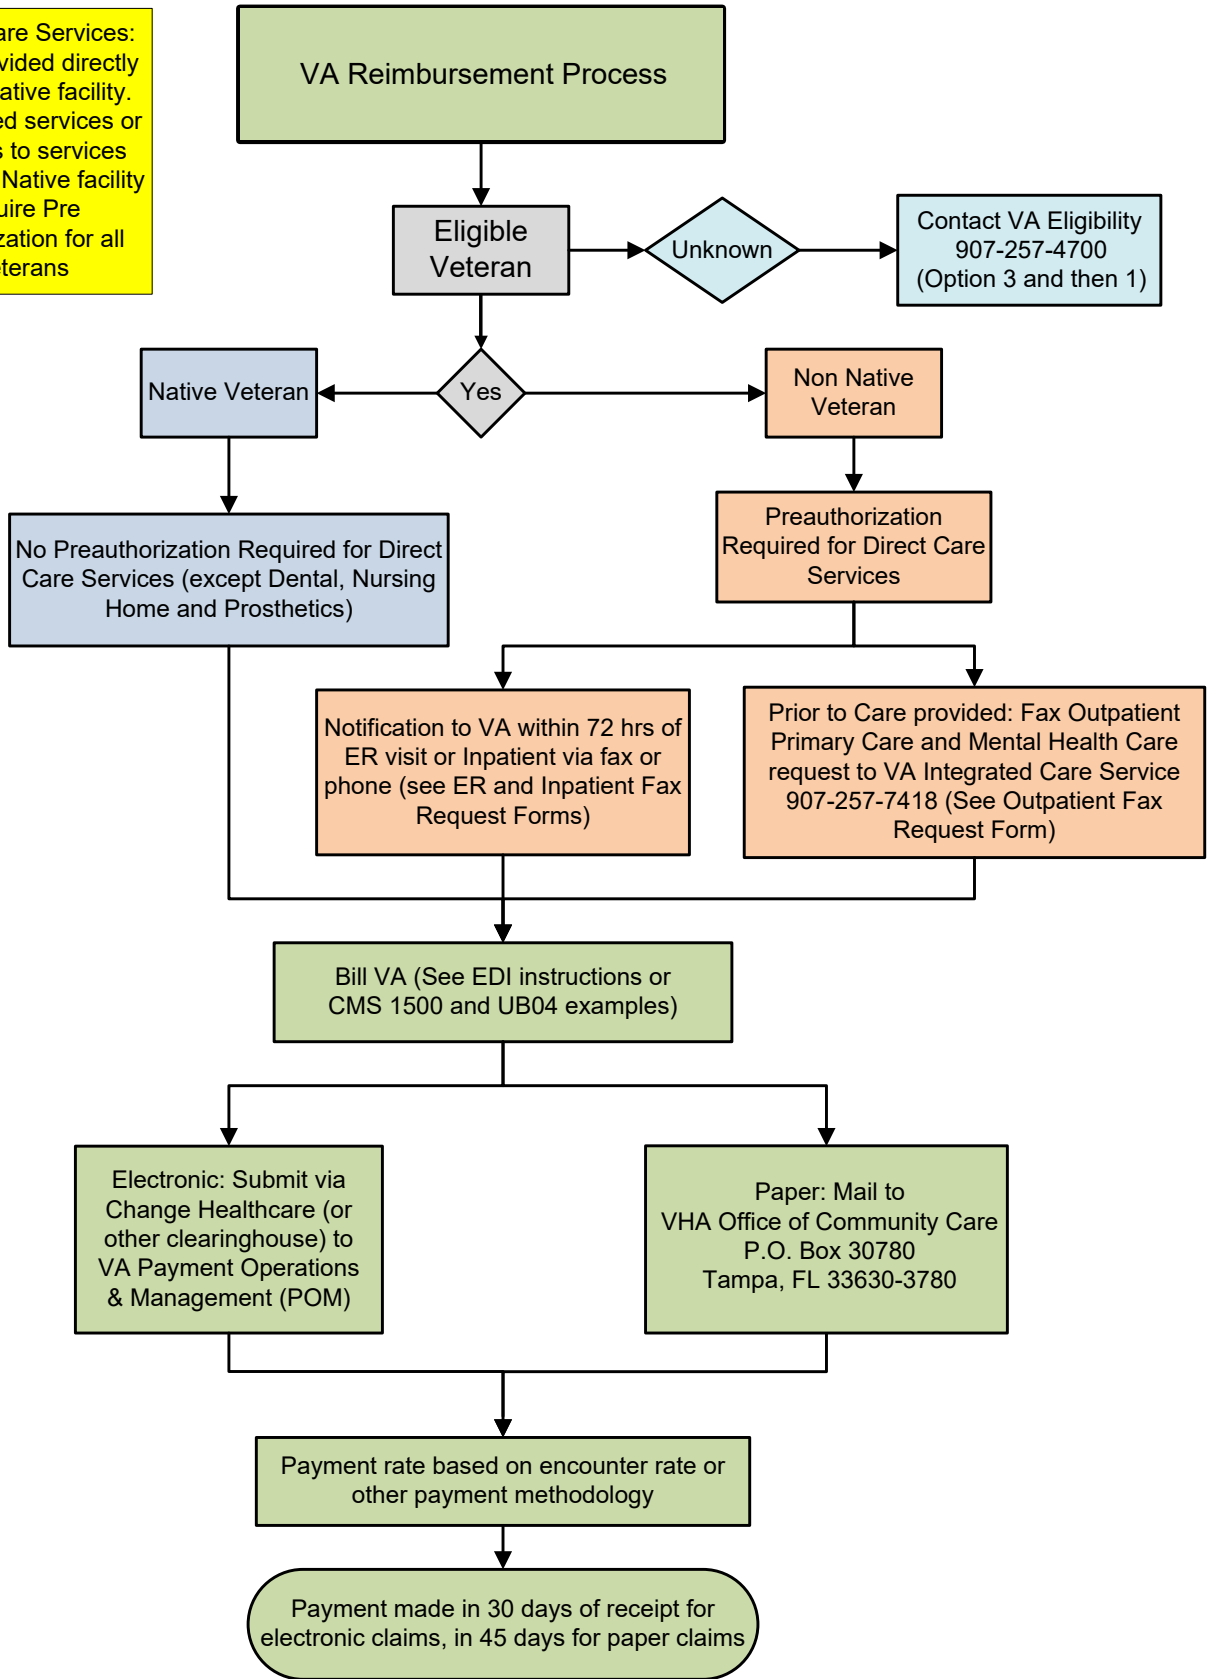 are Services:
directly
ative facility.
services or
to services
Native facility
Pre
for all
VA Reimbursement Process
Eligible
Veteran
Unknown
Contact VA Eligibility
907-257-4700
(Option 3 and then 1)
Native Veteran
Yes
Non Native
Veteran
No Preauthorization Required for Direct
Care Services (except Dental, Nursing
Home and Prosthetics)
Preauthorization
Required for Direct Care
Services
Notification to VA within 72 hrs of
ER visit or Inpatient via fax or
phone (see ER and Inpatient Fax
Request Forms)
Prior to Care provided: Fax Outpatient
Primary Care and Mental Health Care
request to VA Integrated Care Service
907-257-7418 (See Outpatient Fax
Request Form)
Bill VA (See EDI instructions or
CMS 1500 and UB04 examples)
Electronic: Submit via
Change Healthcare (or
other clearinghouse) to
VA Payment Operations
& Management (POM)
Paper: Mail to
VHA Office of Community Care
P.O. Box 30780
Tampa, FL 33630-3780
Payment rate based on encounter rate or
other payment methodology
Payment made in 30 days of receipt for
electronic claims, in 45 days for paper claims